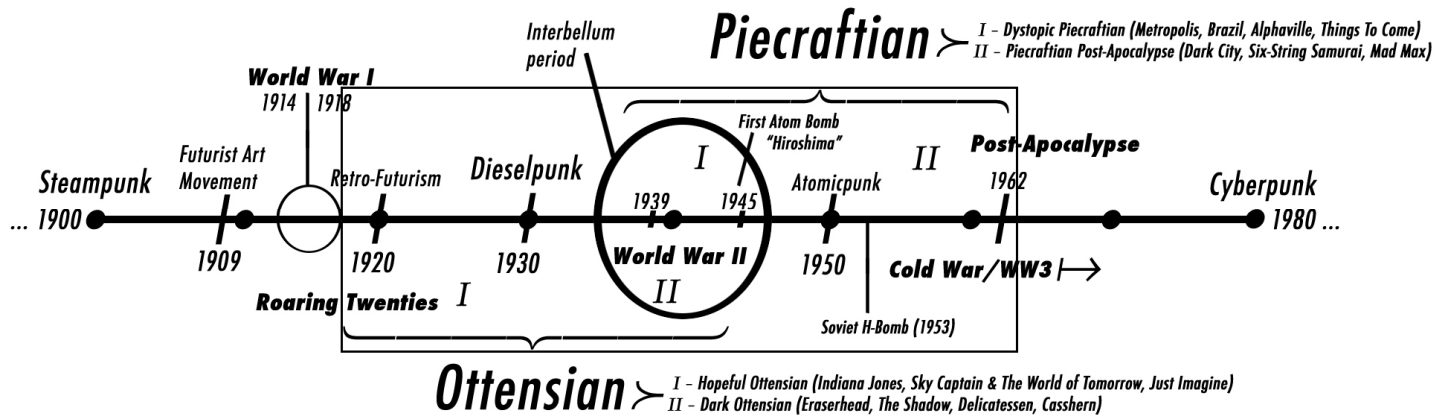 Piecraftian
I – Dystopic Piecraftian (Metropolis, Brazil, Alphaville, Things To Come)
II – Piecraftian Post-Apocalypse (Dark City, Six-String Samurai, Mad Max)
Interbellum
period
World War I
1914 1918
First Atom Bomb
"Hiroshima"
I
II
Post-Apocalypse
Futurist Art
Movement
Steampunk
Retro-Futurism
Dieselpunk
Atomicpunk
Cyberpunk
1939
1945
1962
... 1900
1980 ...
1909
1920
1930
World War II
1950
Cold War/WW3
Roaring Twenties
I
II
Soviet H-Bomb (1953)
Ottensian
I – Hopeful Ottensian (Indiana Jones, Sky Captain & The World of Tomorrow, Just Imagine)
II – Dark Ottensian (Eraserhead, The Shadow, Delicatessen, Casshern)